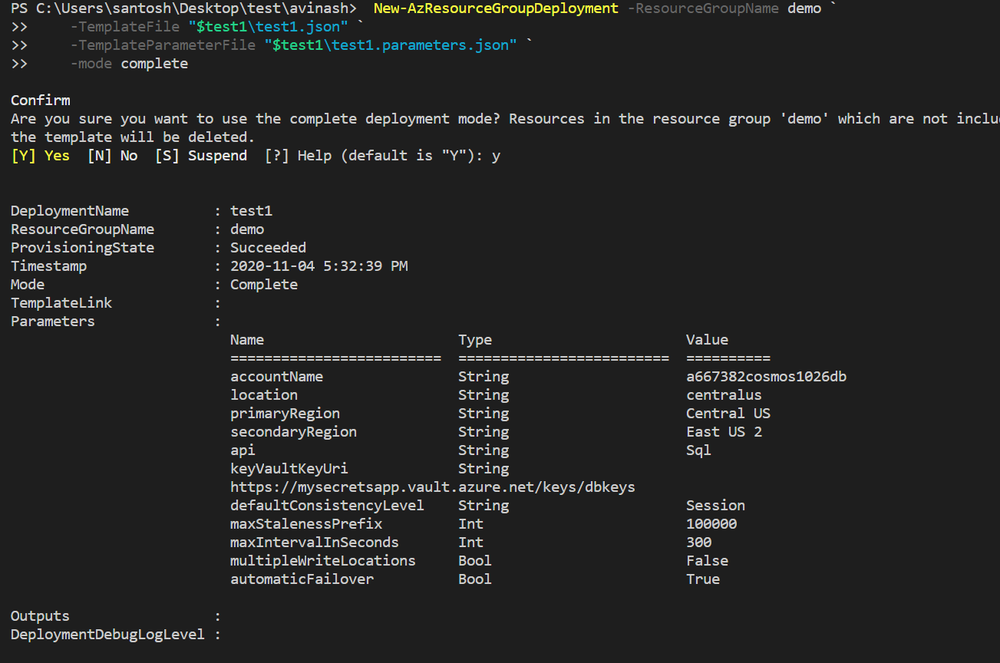 PS C:\Users\santosh\Desktop\test\avinash>  New-AzResourceGroupDeployment -ResourceGroupName demo `
>>     -TemplateFile "$test1\test1.json" `
>>     -TemplateParameterFile "$test1\test1.parameters.json" `
>>     -mode complete
Confirm
Are you sure you want to use the complete deployment mode? Resources in the resource group 'demo' which are not inclu
the template will be deleted.
[Y] Yes  [N] No  [S] Suspend  [?] Help (default is "Y"): y
DeploymentName          : test1
ResourceGroupName       : demo
ProvisioningState       : Succeeded
Timestamp               : 2020-11-04 5:32:39 PM
Mode                    : Complete
TemplateLink            :
Parameters              :
                          Name                       Type                       Value
                          =========================  =========================  ==========
                          accountName                String                     a667382cosmos1026db
                          location                   String                     centralus
                          primaryRegion              String                     Central US
                          secondaryRegion            String                     East US 2
                          api                        String                     Sql
                          keyVaultKeyUri             String
                          https://mysecretsapp.vault.azure.net/keys/dbkeys
                          defaultConsistencyLevel    String                     Session
                          maxStalenessPrefix         Int                        100000
                          maxIntervalInSeconds       Int                        300
                          multipleWriteLocations     Bool                       False
                          automaticFailover          Bool                       True
Outputs                 :
DeploymentDebugLogLevel :